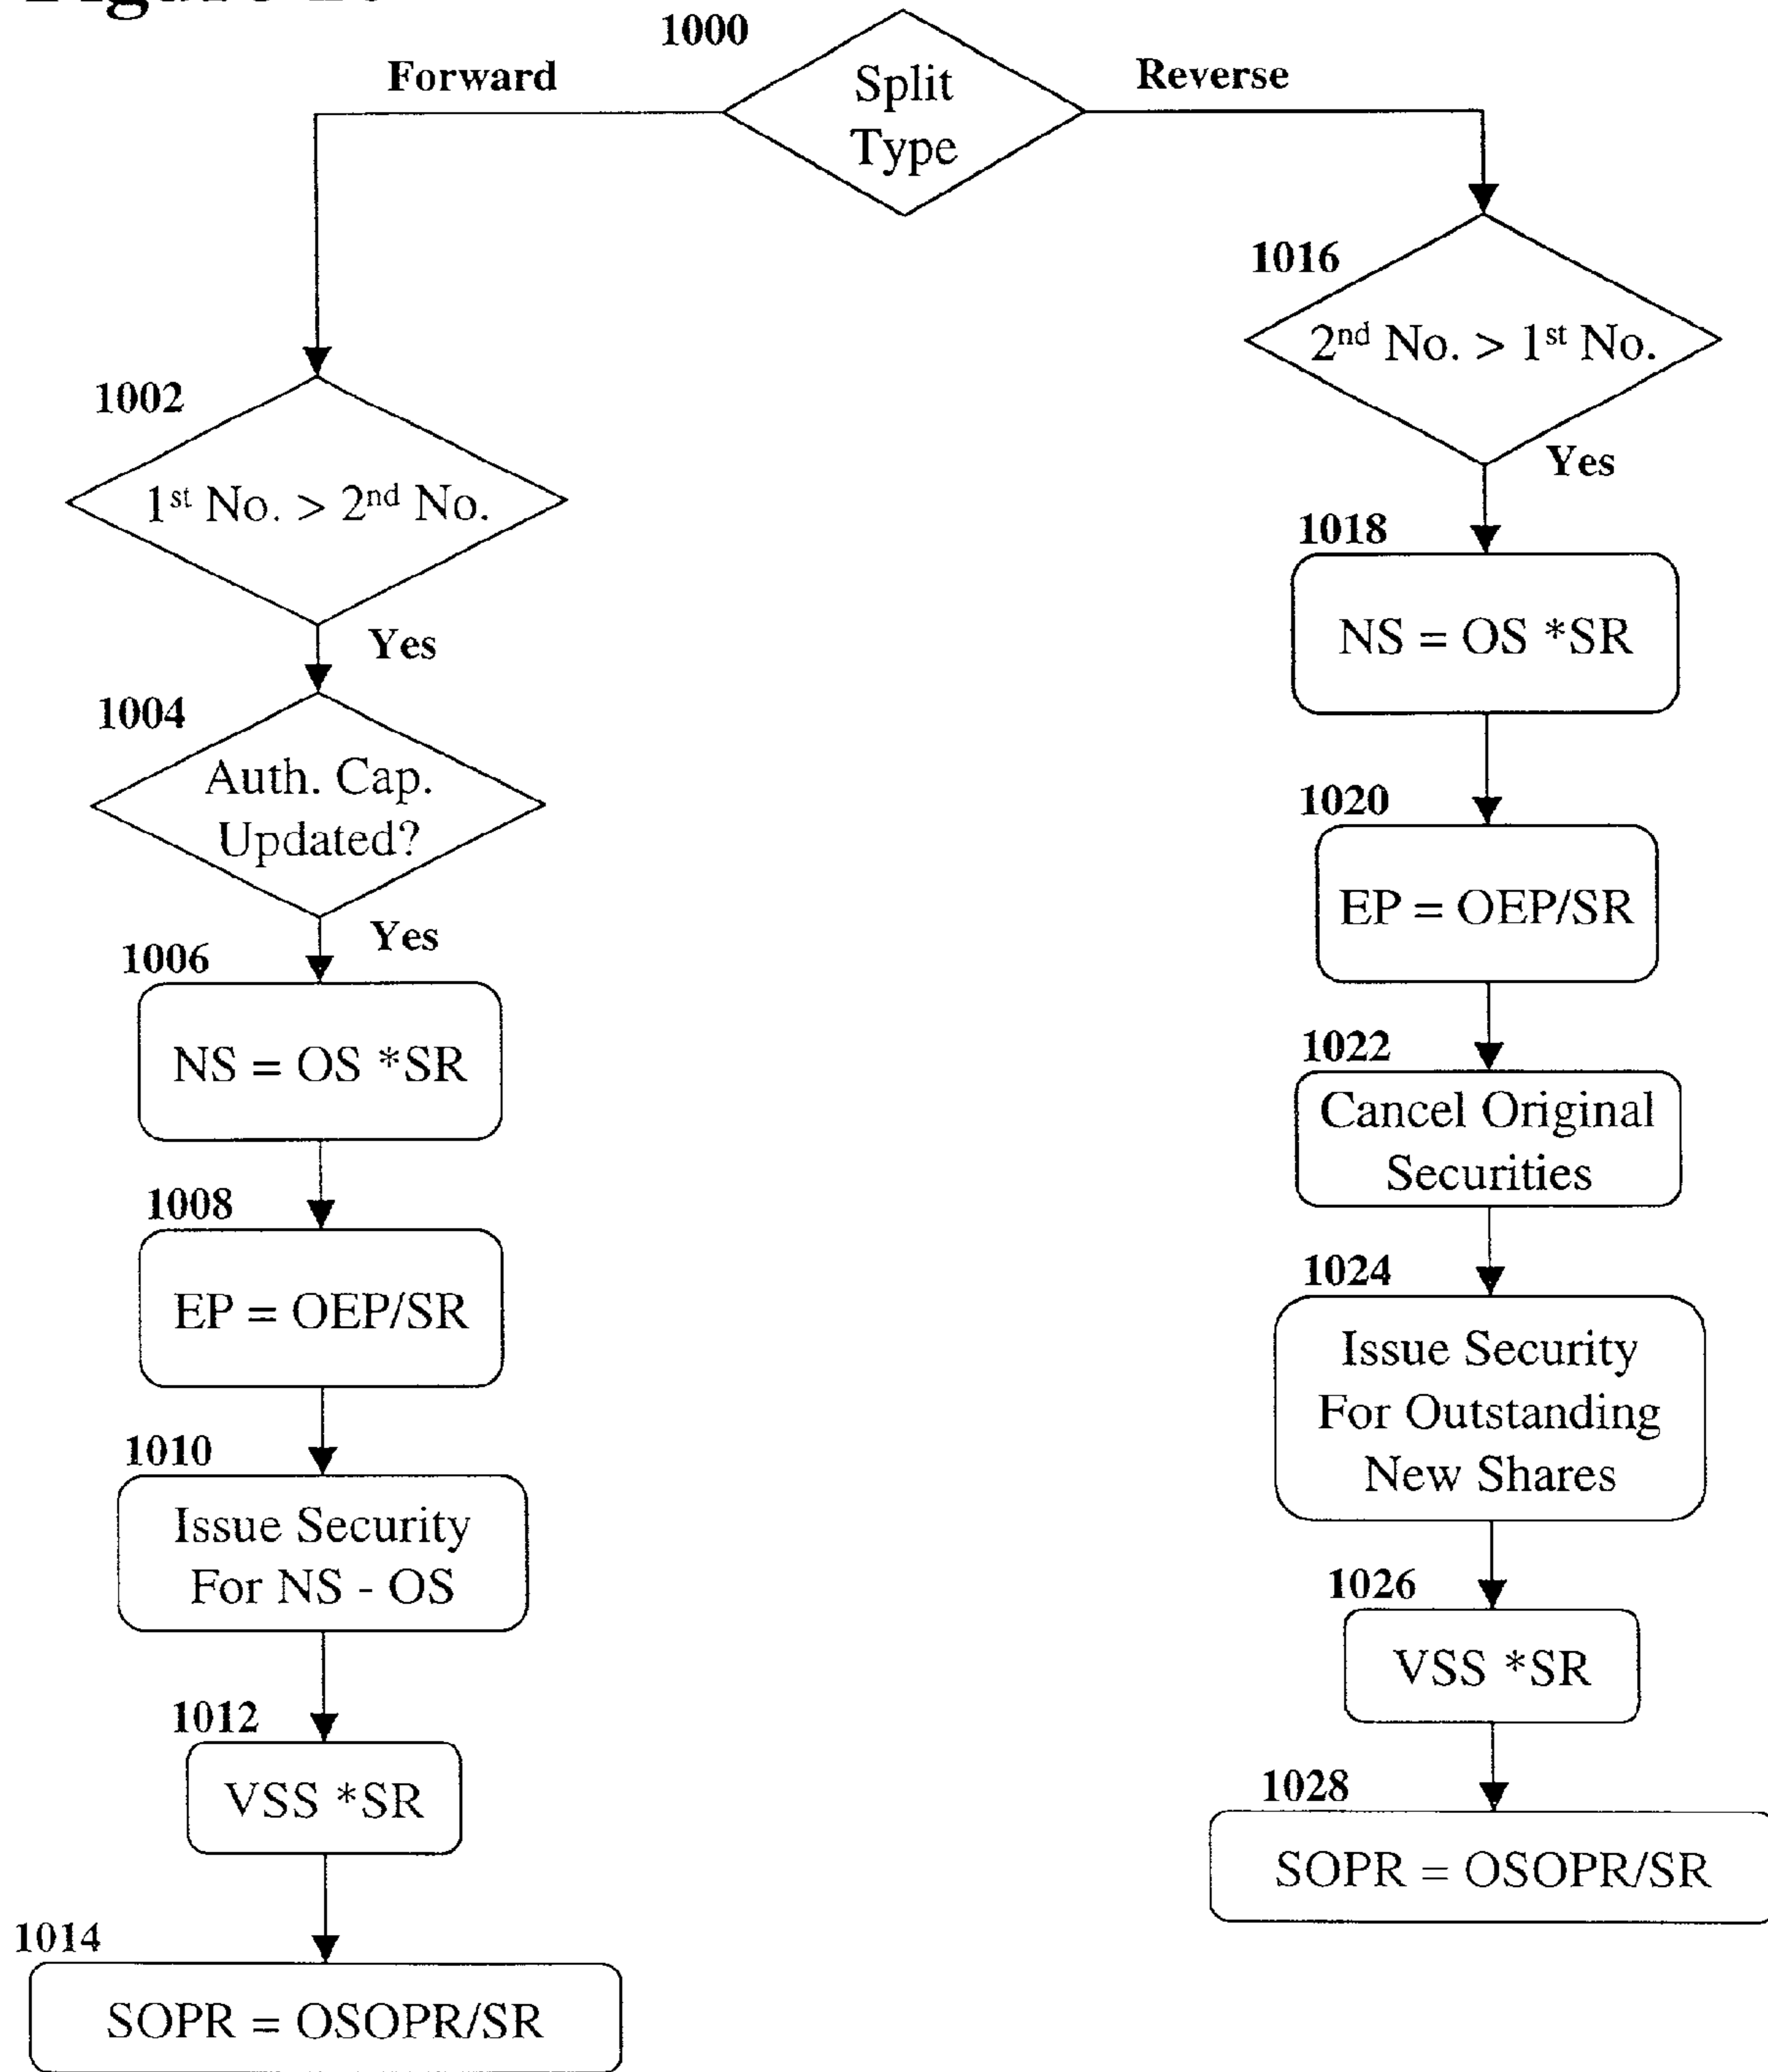 1000
Forward
Split
Type
Reverse
1002
1st No. > 2nd No.
Yes
1004
Auth. Cap.
Updated?
Yes
1006
NS = OS *SR
1008
EP = OEP/SR
1010
Issue Security
For NS - OS
1012
VSS *SR
1014
SOPR = OSOPR/SR
1016
2nd No. > 1st No.
Yes
1018
NS = OS *SR
1020
EP = OEP/SR
1022
Cancel Original
Securities
1024
Issue Security
For Outstanding
New Shares
1026
VSS *SR
1028
SOPR = OSOPR/SR